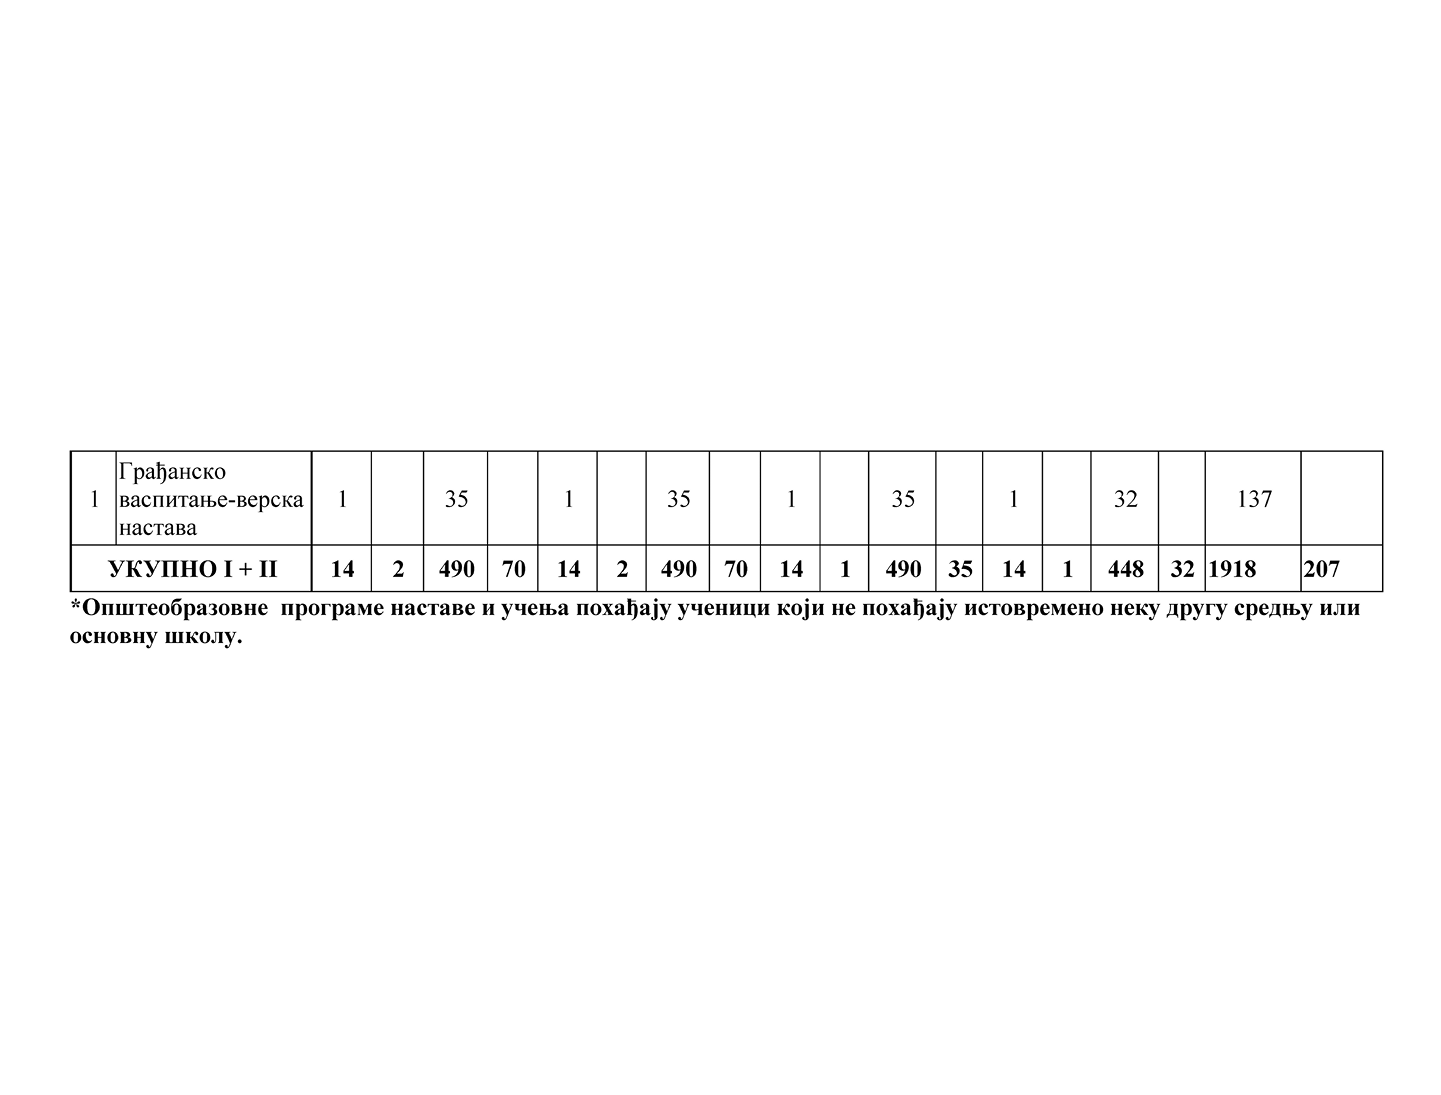 Грађанско
1 васпитање-верска 1 35 1 35 1 35 1 32 137
настава
УКУПНО I + II 14 2 490 70 14 2 490 70 14 1 490 35 14 1 448 32 1918 207
*Општеобразовне програме наставе и учења похађају ученици који не похађају истовремено неку другу средњу или
основну школу.